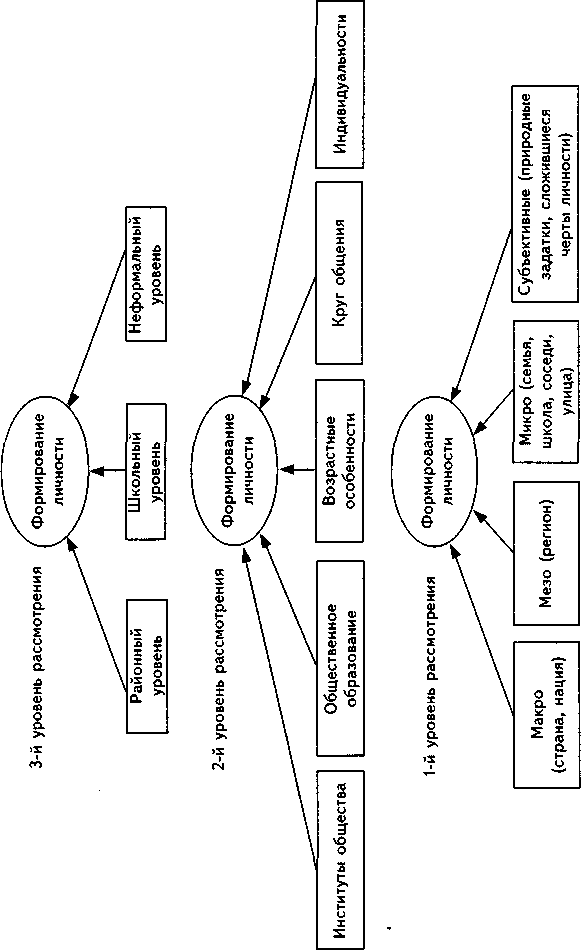 3-й уровень рассмотрения
Формирование
личности
Районный
уровень
Школьный
уровень
Неформальный
уровень
2-й уровень рассмотрения
Формирование
личности
Институты общества
Общественное
образование
Возрастные
особенности
Круг общения
Индивидуальности
1-й уровень рассмотрения
Формирование
личности
Макро
(страна, нация)
Мезо (регион)
Микро (семья,
школа, соседи,
улица)
Субъективные (природные
задатки, сложившиеся
черты личности)